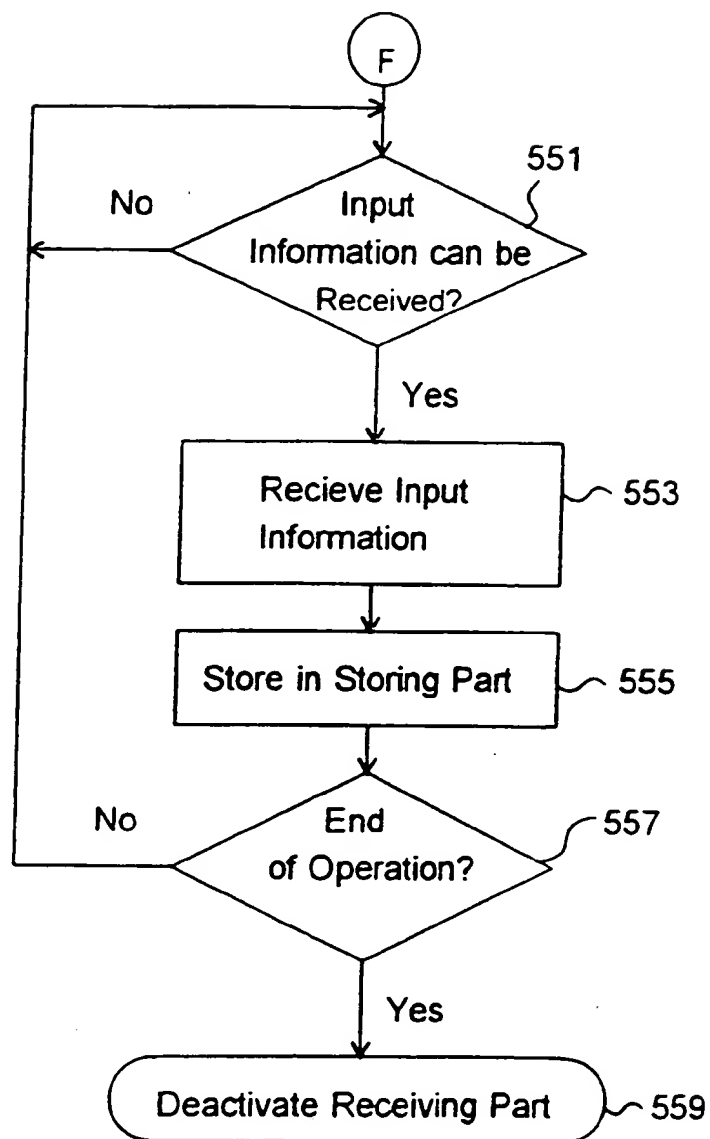 F
551
No
Input
Information can be
Received?
Yes
Recieve Input
Information
553
Store in Storing Part
555
No
End
of Operation?
557
Yes
Deactivate Receiving Part
559